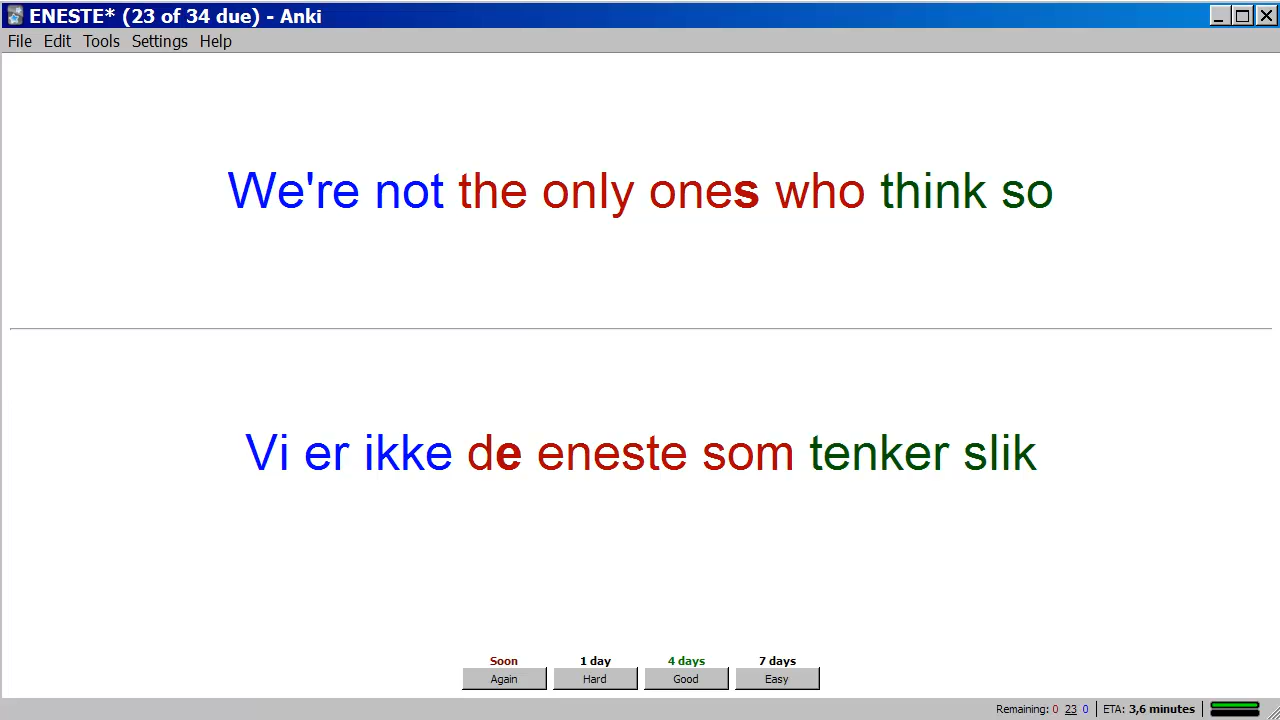 ENESTE* (23 of 34 due) - Anki
File Edit Tools Settings Help
We're not the only ones who think so
Vi er ikke de eneste som tenker slik
Soon 1 day 4 days 7 days
Again Hard Good Easy
Remaining: 0 23 0 ETA: 3,6 minutes